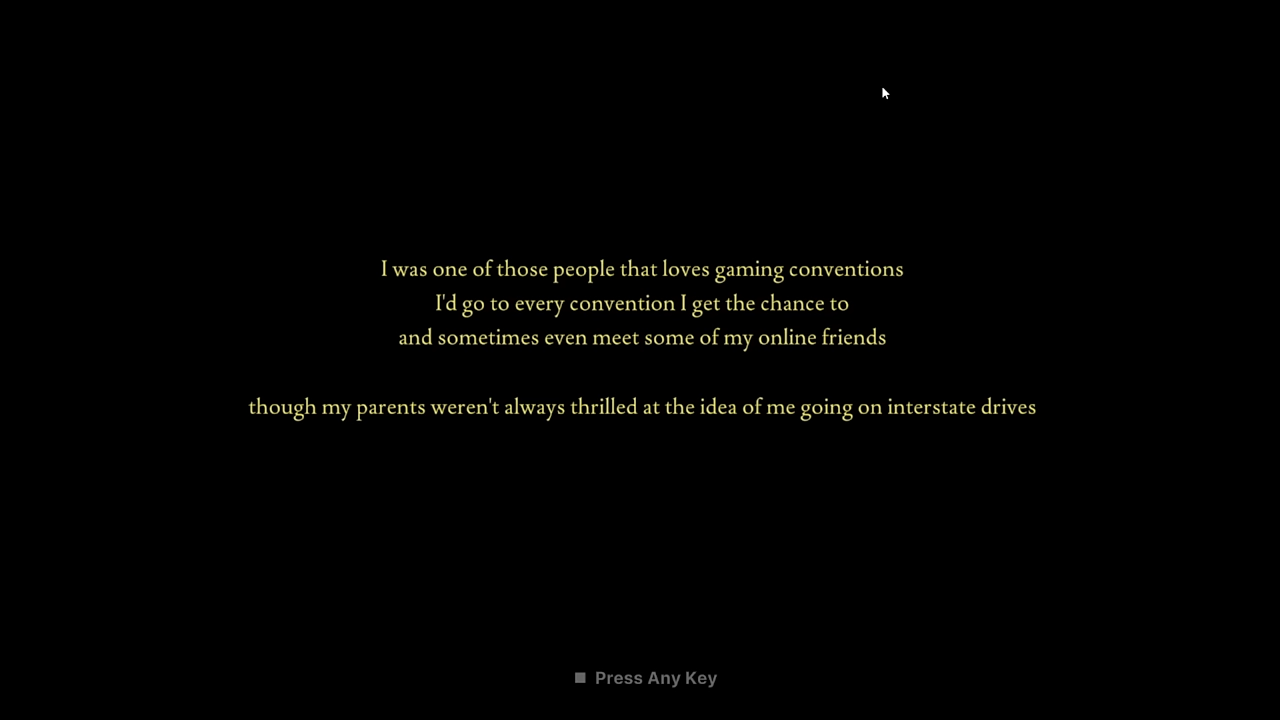 I was one of those people that loves gaming conventions
I'd go to every convention I get the chance to
and sometimes even meet some of my online friends
though my parents weren't always thrilled at the idea of me going on interstate drives
Press Any Key